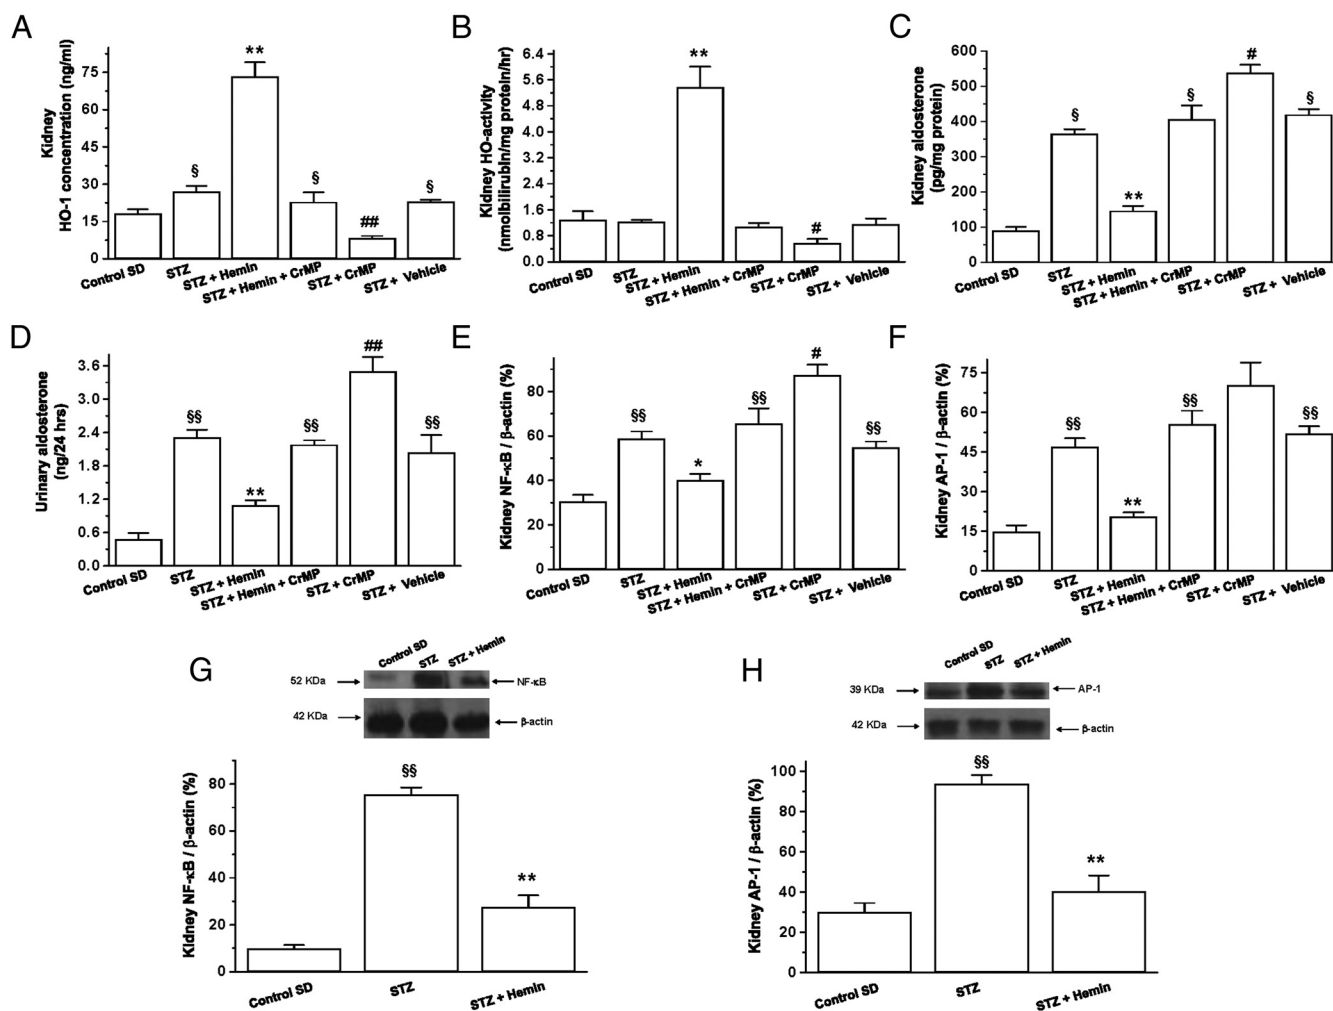 A
Kidney
HO-1 concentration (ng/ml)
75
60
45
30
15
0
§
**
§
##
§
Control SD
STZ
STZ + Hemin
STZ + Hemin + CrMP
STZ + CrMP
STZ + Vehicle
B
Kidney HO-activity
(nmolbilirubin/mg protein/hr)
6.4
5.6
4.8
4.0
3.2
2.4
1.6
0.8
0.0
**
#
Control SD
STZ
STZ + Hemin
STZ + Hemin + CrMP
STZ + CrMP
STZ + Vehicle
C
Kidney aldosterone
(pg/mg protein)
600
500
400
300
200
100
0
§
**
§
#
§
Control SD
STZ
STZ + Hemin
STZ + Hemin + CrMP
STZ + CrMP
STZ + Vehicle
D
Urinary aldosterone
(ng/24 hrs)
3.6
3.0
2.4
1.8
1.2
0.6
0.0
§§
**
§§
##
§§
Control SD
STZ
STZ + Hemin
STZ + Hemin + CrMP
STZ + CrMP
STZ + Vehicle
E
Kidney NF-κB / β-actin (%)
80
60
40
20
0
§§
*
§§
#
§§
Control SD
STZ
STZ + Hemin
STZ + Hemin + CrMP
STZ + CrMP
STZ + Vehicle
F
Kidney AP-1 / β-actin (%)
75
60
45
30
15
0
§§
**
§§
§§
Control SD
STZ
STZ + Hemin
STZ + Hemin + CrMP
STZ + CrMP
STZ + Vehicle
G
Control SD
STZ
STZ + Hemin
52 KDa
NF-κB
42 KDa
β-actin
Kidney NF-κB / β-actin (%)
80
60
40
20
0
§§
**
Control SD
STZ
STZ + Hemin
H
Control SD
STZ
STZ + Hemin
39 KDa
AP-1
42 KDa
β-actin
Kidney AP-1 / β-actin (%)
100
80
60
40
20
0
§§
**
Control SD
STZ
STZ + Hemin